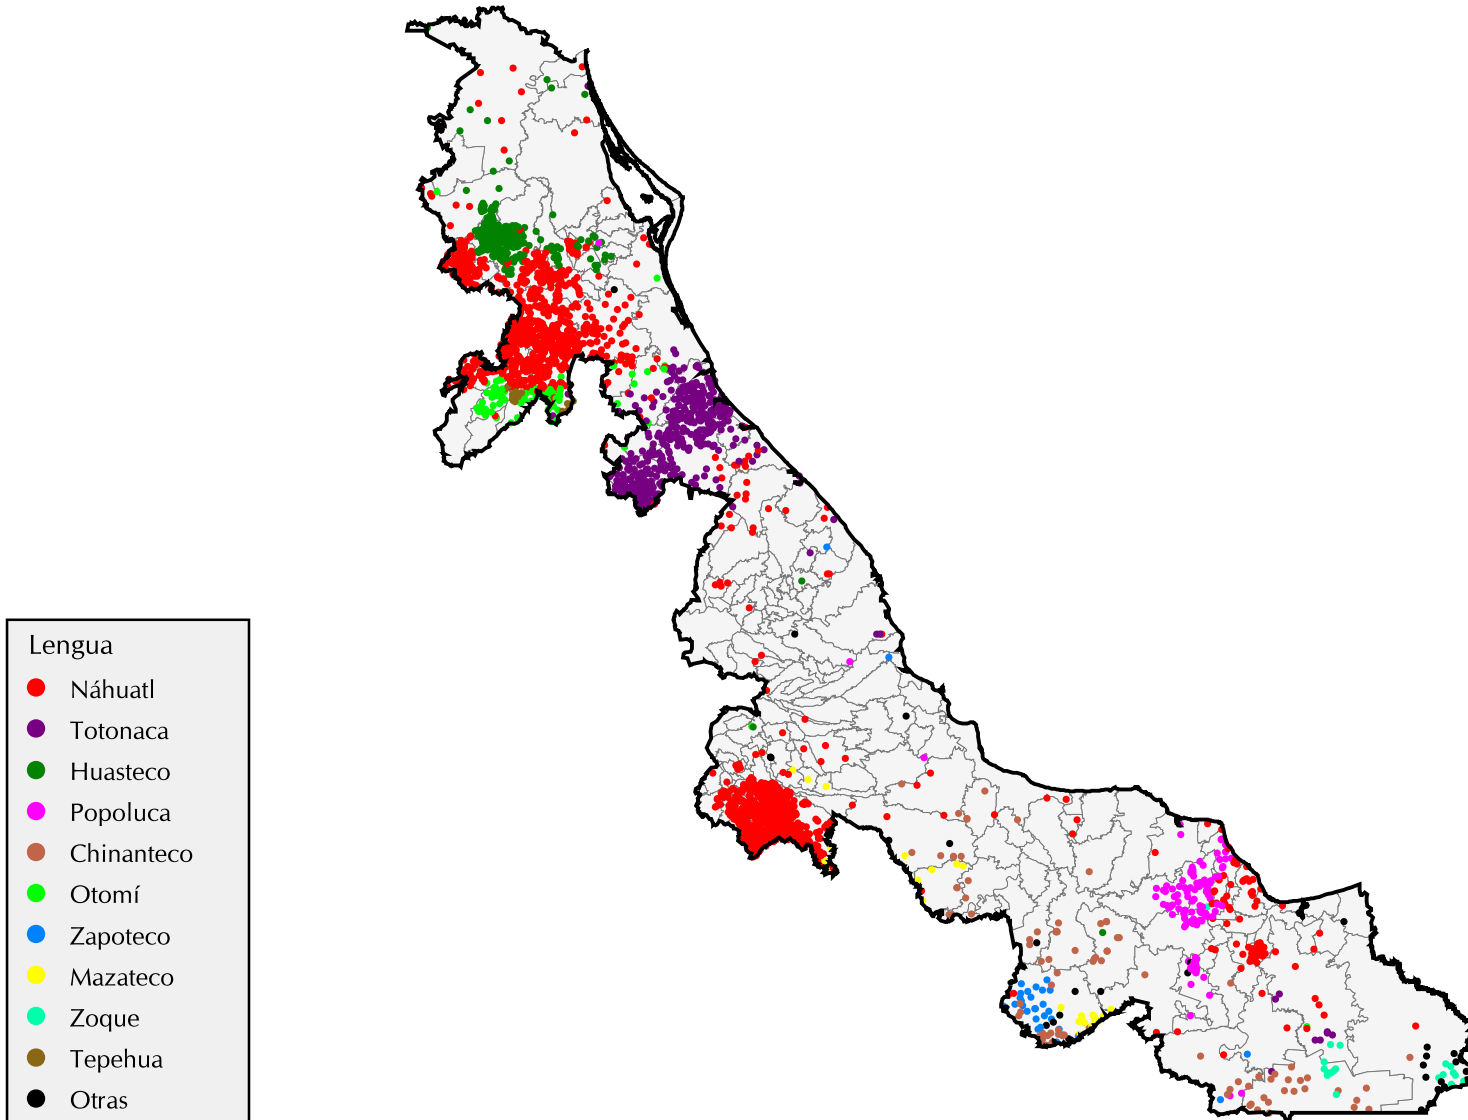 Lengua
Náhuatl
Totonaca
Huasteco
Popoluca
Chinanteco
Otomí
Zapoteco
Mazateco
Zoque
Tepehua
Otras